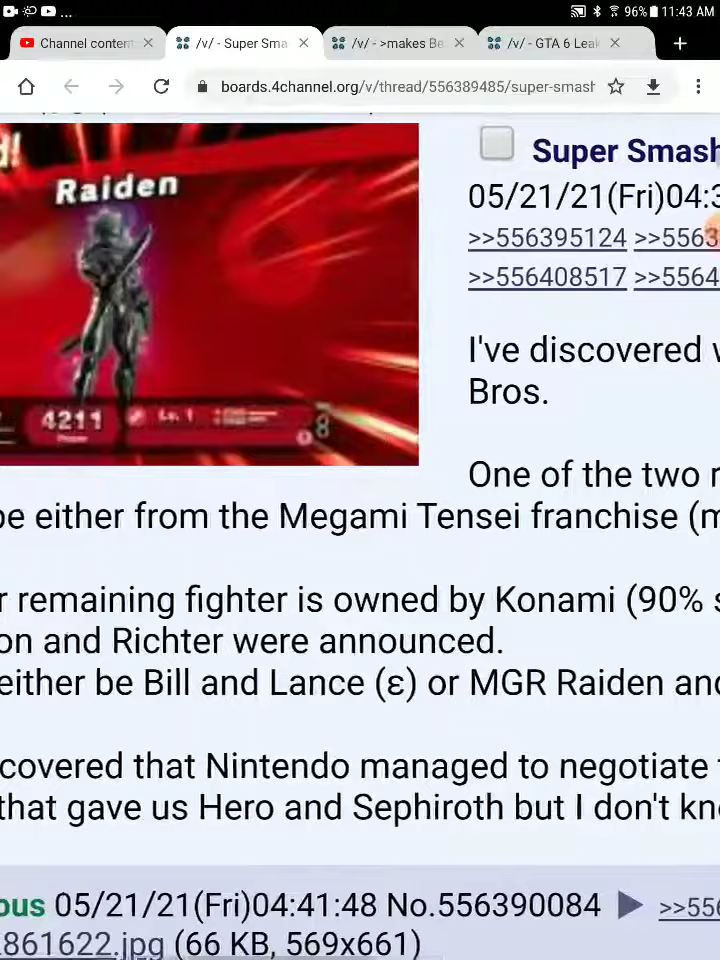 96% 11:43 AM
Channel conten
/v/ - Super Sma
/v/ - >makes Be
/v/ - GTA 6 Leak
boards.4channel.org/v/thread/556389485/super-smash
d!
Raiden
4211
Lv. 1
Super Smash
05/21/21(Fri)04:3
>>556395124 >>5563
>>556408517 >>5564
I've discovered w
Bros.
One of the two r
be either from the Megami Tensei franchise (m
r remaining fighter is owned by Konami (90% s
on and Richter were announced.
either be Bill and Lance (ε) or MGR Raiden and
covered that Nintendo managed to negotiate t
that gave us Hero and Sephiroth but I don't kno
ous 05/21/21(Fri)04:41:48 No.556390084 ▶ >>556
861622.jpg (66 KB, 569x661)